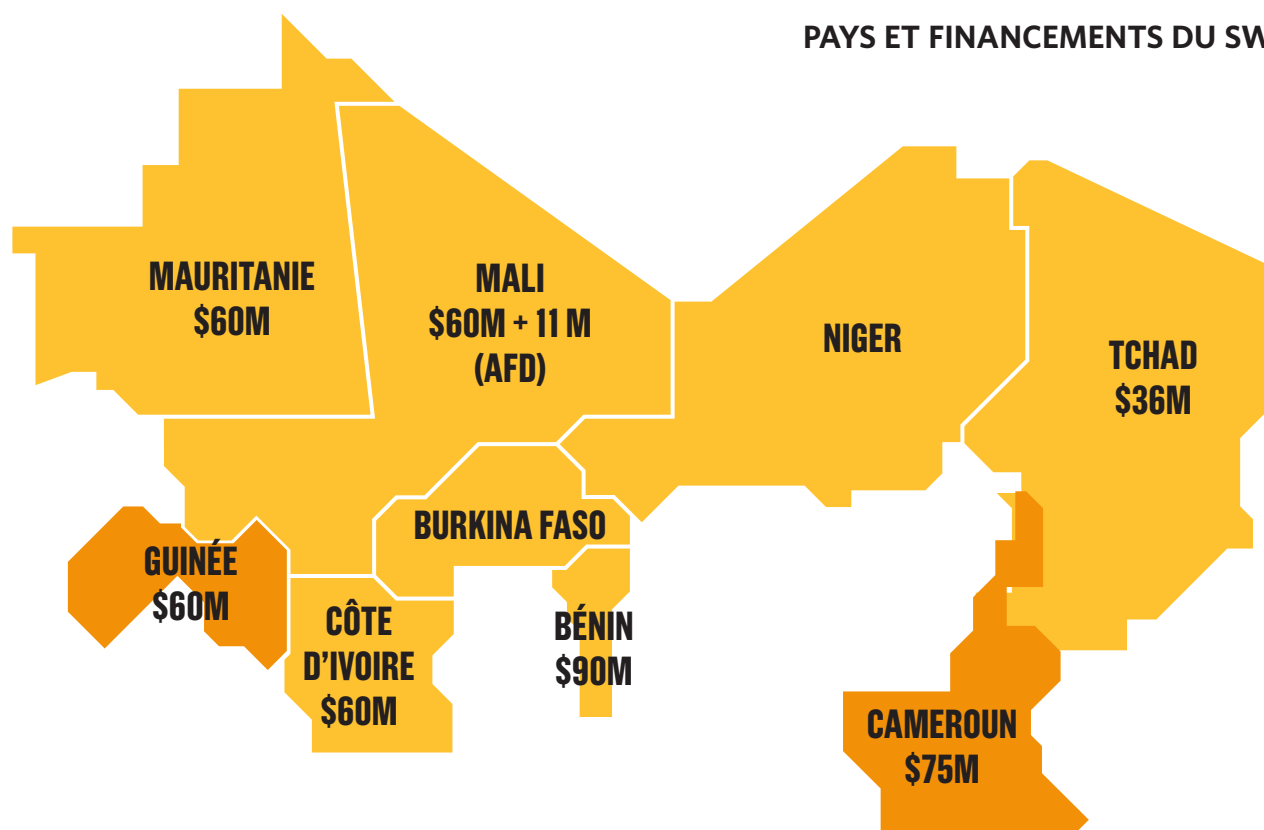 PAYS ET FINANCEMENTS DU SW
MAURITANIE
$60M
MALI
$60M + 11 M
(AFD)
NIGER
TCHAD
$36M
BURKINA FASO
GUINÉE
$60M
CÔTE
D'IVOIRE
$60M
BÉNIN
$90M
CAMEROUN
$75M